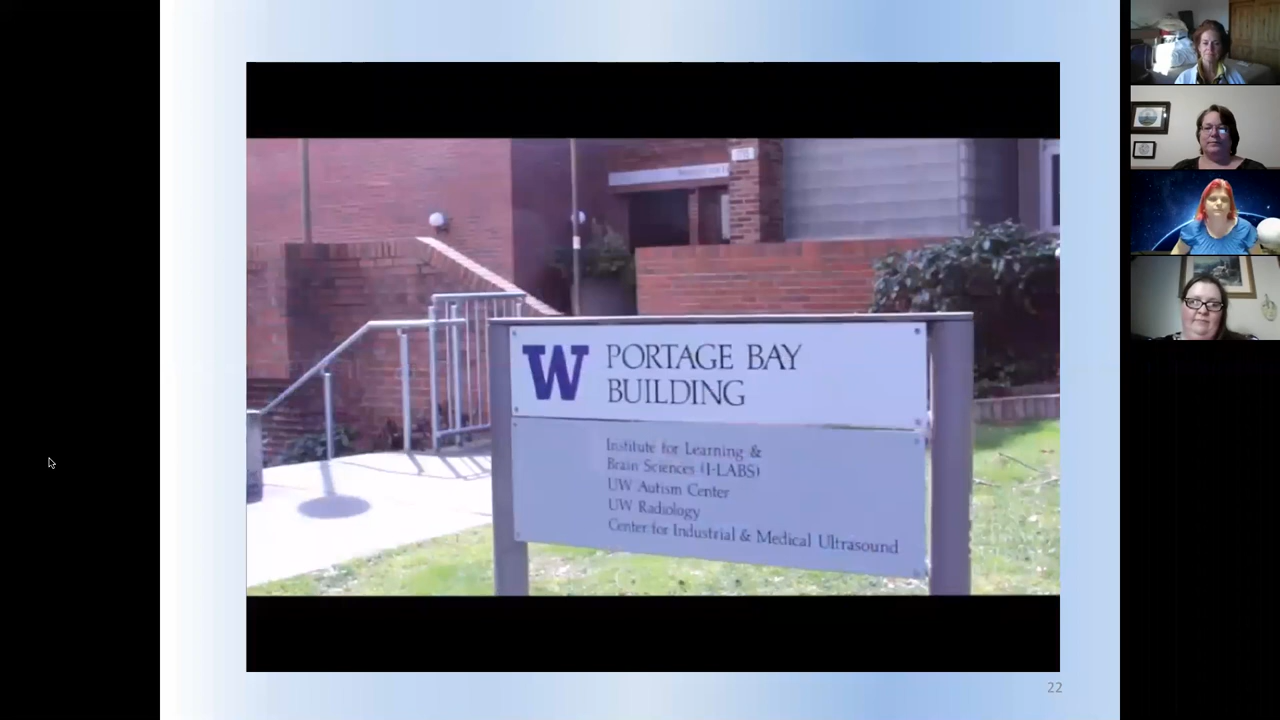 W
PORTAGE BAY
BUILDING
Institute for Learning &
Brain Sciences (I-LABS)
UW Autism Center
UW Radiology
Center for Industrial & Medical Ultrasound
22